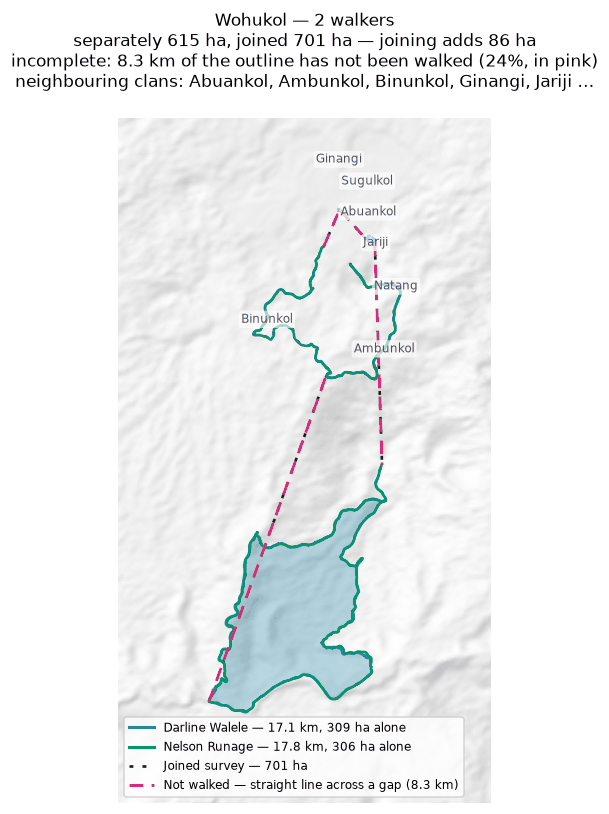 Wohukol — 2 walkers
separately 615 ha, joined 701 ha — joining adds 86 ha
incomplete: 8.3 km of the outline has not been walked (24%, in pink)
neighbouring clans: Abuankol, Ambunkol, Binunkol, Ginangi, Jariji ...
Ginangi
Sugulkol
Abuankol
Jariji
Natang
Binunkol
Ambunkol
Darline Walele — 17.1 km, 309 ha alone
Nelson Runage — 17.8 km, 306 ha alone
Joined survey — 701 ha
Not walked — straight line across a gap (8.3 km)